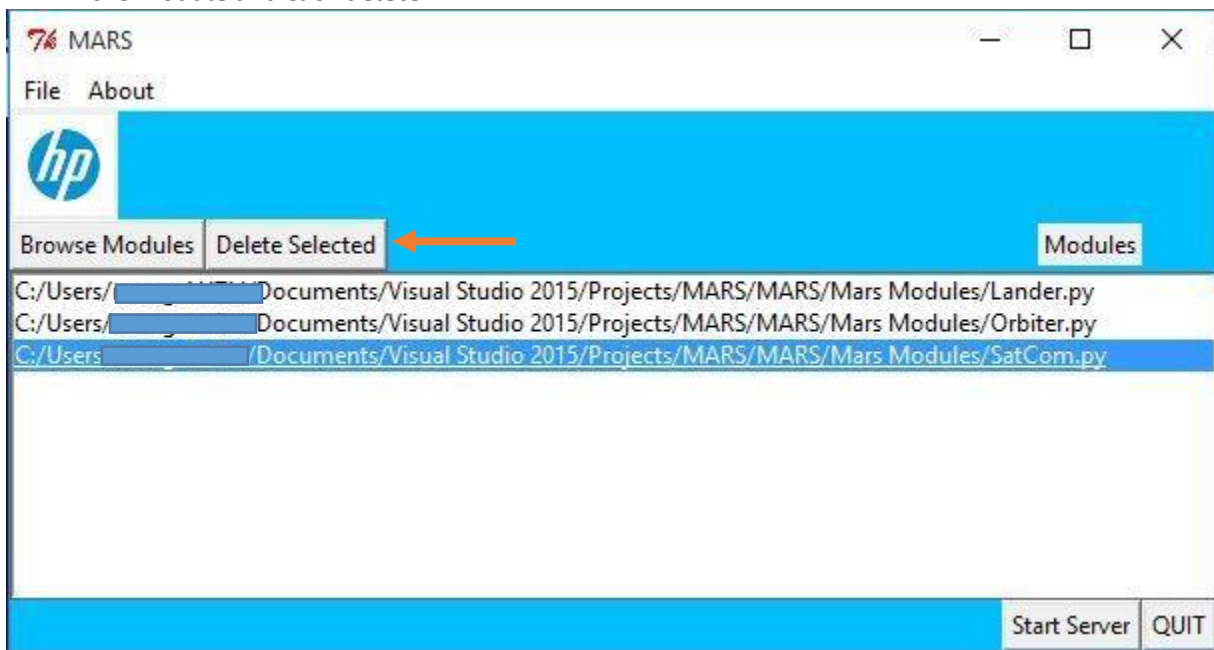 MARS
File About
hp
Browse Modules Delete Selected Modules
C:/Users/ Documents/Visual Studio 2015/Projects/MARS/MARS/Mars Modules/Lander.py
C:/Users/ Documents/Visual Studio 2015/Projects/MARS/MARS/Mars Modules/Orbiter.py
C:/Users /Documents/Visual Studio 2015/Projects/MARS/MARS/Mars Modules/SatCom.py
Start Server QUIT